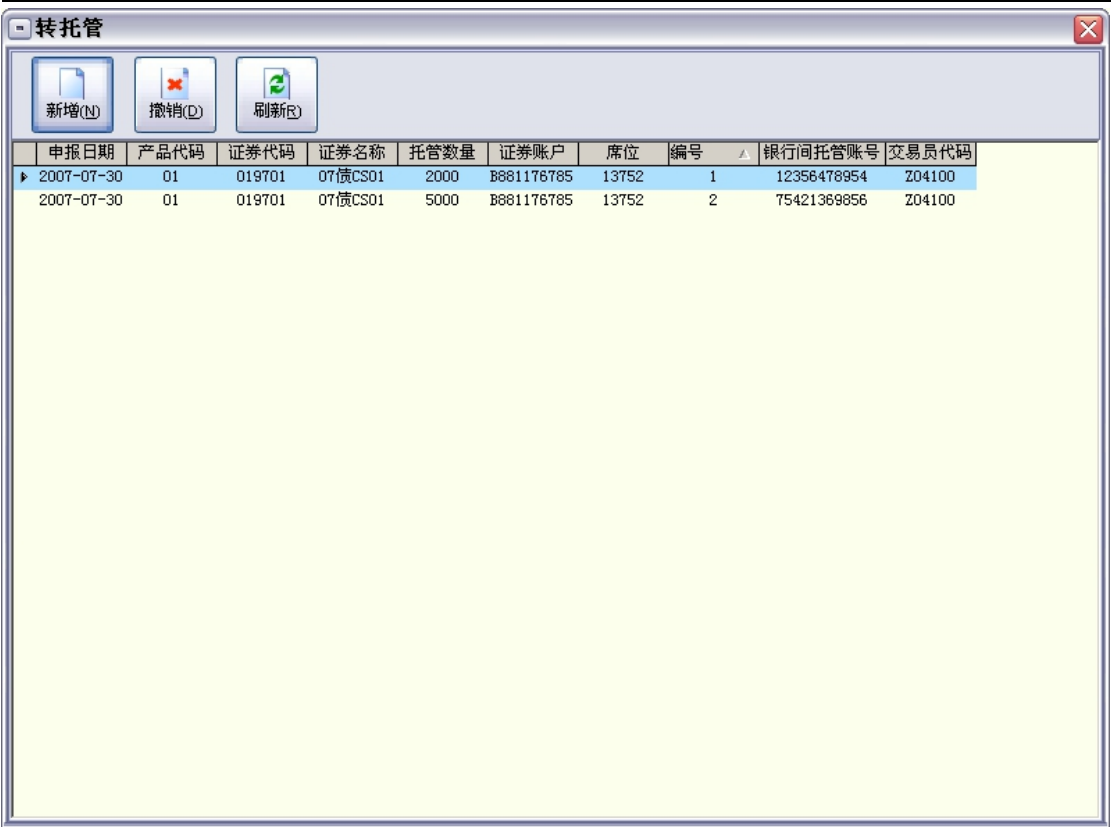 转托管
新增(N) 撤销(D) 刷新(R)
申报日期 产品代码 证券代码 证券名称 托管数量 证券账户 席位 编号 银行间托管账号 交易员代码
2007-07-30 01 019701 07债CS01 2000 B881176785 13752 1 12356478954 Z04100
2007-07-30 01 019701 07债CS01 5000 B881176785 13752 2 75421369856 Z04100